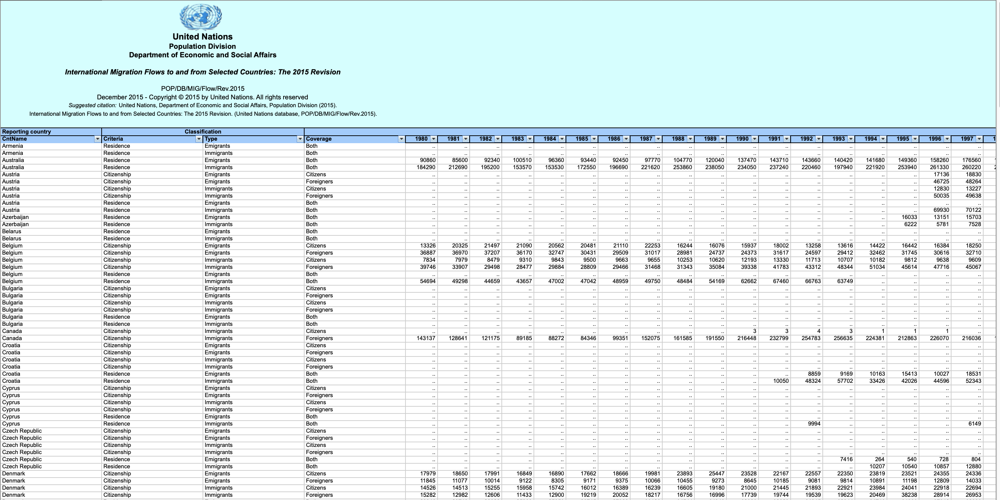 United Nations
Population Division
Department of Economic and Social Affairs
International Migration Flows to and from Selected Countries: The 2015 Revision
POP/DB/MIG/Flow/Rev.2015
December 2015 - Copyright © 2015 by United Nations. All rights reserved
Suggested citation: United Nations, Department of Economic and Social Affairs, Population Division (2015).
International Migration Flows to and from Selected Countries: The 2015 Revision. (United Nations database, POP/DB/MIG/Flow/Rev.2015).
Reporting country Classification
CntName Criteria Type Coverage 1980 1981 1982 1983 1984 1985 1986 1987 1988 1989 1990 1991 1992 1993 1994 1995 1996 1997 1
Armenia Residence Emigrants Both .. .. .. .. .. .. .. .. .. .. .. .. .. .. .. .. .. ..
Armenia Residence Immigrants Both .. .. .. .. .. .. .. .. .. .. .. .. .. .. .. .. .. ..
Australia Residence Emigrants Both 90860 85600 92340 100510 96360 93440 92450 97770 104770 120040 137470 143710 143660 140420 141680 149360 158260 176560
Australia Residence Immigrants Both 184290 212690 195200 153570 153530 172550 196690 221620 253860 238050 234050 237240 220460 197940 221920 253940 261330 260220
Austria Citizenship Emigrants Citizens .. .. .. .. .. .. .. .. .. .. .. .. .. .. .. .. 17136 18830
Austria Citizenship Emigrants Foreigners .. .. .. .. .. .. .. .. .. .. .. .. .. .. .. .. 46725 48264
Austria Citizenship Immigrants Citizens .. .. .. .. .. .. .. .. .. .. .. .. .. .. .. .. 12830 13227
Austria Citizenship Immigrants Foreigners .. .. .. .. .. .. .. .. .. .. .. .. .. .. .. .. 50035 49638
Austria Residence Emigrants Both .. .. .. .. .. .. .. .. .. .. .. .. .. .. .. .. .. ..
Austria Residence Immigrants Both .. .. .. .. .. .. .. .. .. .. .. .. .. .. .. .. 69930 70122
Azerbaijan Residence Emigrants Both .. .. .. .. .. .. .. .. .. .. .. .. .. .. .. 16033 13151 15703
Azerbaijan Residence Immigrants Both .. .. .. .. .. .. .. .. .. .. .. .. .. .. .. 6222 5781 7528
Belarus Residence Emigrants Both .. .. .. .. .. .. .. .. .. .. .. .. .. .. .. .. .. ..
Belarus Residence Immigrants Both .. .. .. .. .. .. .. .. .. .. .. .. .. .. .. .. .. ..
Belgium Citizenship Emigrants Citizens 13326 20325 21497 21090 20562 20481 21110 22253 16244 16076 15937 18002 13258 13616 14422 16442 16384 18250
Belgium Citizenship Emigrants Foreigners 36887 36970 37207 36170 32747 30431 29509 31017 28981 24737 24373 31617 24597 29412 32462 31745 30616 32710
Belgium Citizenship Immigrants Citizens 7834 7979 8479 9310 9843 9500 9663 9655 10253 10620 12193 13330 11713 10707 10182 9812 9638 9609
Belgium Citizenship Immigrants Foreigners 39746 33907 29498 28477 29884 28809 29466 31468 31343 35084 39338 41783 43312 48344 51034 45614 47716 45067
Belgium Residence Emigrants Both .. .. .. .. .. .. .. .. .. .. .. .. .. .. .. .. .. ..
Belgium Residence Immigrants Both 54694 49298 44659 43657 47002 47042 48959 49750 48484 54169 62662 67460 66763 63749 .. .. .. ..
Bulgaria Citizenship Emigrants Citizens .. .. .. .. .. .. .. .. .. .. .. .. .. .. .. .. .. ..
Bulgaria Citizenship Emigrants Foreigners .. .. .. .. .. .. .. .. .. .. .. .. .. .. .. .. .. ..
Bulgaria Citizenship Immigrants Citizens .. .. .. .. .. .. .. .. .. .. .. .. .. .. .. .. .. ..
Bulgaria Citizenship Immigrants Foreigners .. .. .. .. .. .. .. .. .. .. .. .. .. .. .. .. .. ..
Bulgaria Residence Emigrants Both .. .. .. .. .. .. .. .. .. .. .. .. .. .. .. .. .. ..
Bulgaria Residence Immigrants Both .. .. .. .. .. .. .. .. .. .. .. .. .. .. .. .. .. ..
Canada Citizenship Immigrants Citizens .. .. .. .. .. .. .. .. .. .. 3 3 4 3 1 1 1 ..
Canada Citizenship Immigrants Foreigners 143137 128641 121175 89185 88272 84346 99351 152075 161585 191550 216448 232799 254783 256635 224381 212863 226070 216036
Croatia Citizenship Emigrants Citizens .. .. .. .. .. .. .. .. .. .. .. .. .. .. .. .. .. ..
Croatia Citizenship Emigrants Foreigners .. .. .. .. .. .. .. .. .. .. .. .. .. .. .. .. .. ..
Croatia Citizenship Immigrants Citizens .. .. .. .. .. .. .. .. .. .. .. .. .. .. .. .. .. ..
Croatia Citizenship Immigrants Foreigners .. .. .. .. .. .. .. .. .. .. .. .. .. .. .. .. .. ..
Croatia Residence Emigrants Both .. .. .. .. .. .. .. .. .. .. .. .. 8859 9169 10163 15413 10027 18531
Croatia Residence Immigrants Both .. .. .. .. .. .. .. .. .. .. .. 10050 48324 57702 33426 42026 44596 52343
Cyprus Citizenship Emigrants Citizens .. .. .. .. .. .. .. .. .. .. .. .. .. .. .. .. .. ..
Cyprus Citizenship Emigrants Foreigners .. .. .. .. .. .. .. .. .. .. .. .. .. .. .. .. .. ..
Cyprus Citizenship Immigrants Citizens .. .. .. .. .. .. .. .. .. .. .. .. .. .. .. .. .. ..
Cyprus Citizenship Immigrants Foreigners .. .. .. .. .. .. .. .. .. .. .. .. .. .. .. .. .. ..
Cyprus Residence Emigrants Both .. .. .. .. .. .. .. .. .. .. .. .. .. .. .. .. .. ..
Cyprus Residence Immigrants Both .. .. .. .. .. .. .. .. .. .. .. .. 9994 .. .. .. .. 6149
Czech Republic Citizenship Emigrants Citizens .. .. .. .. .. .. .. .. .. .. .. .. .. .. .. .. .. ..
Czech Republic Citizenship Emigrants Foreigners .. .. .. .. .. .. .. .. .. .. .. .. .. .. .. .. .. ..
Czech Republic Citizenship Immigrants Citizens .. .. .. .. .. .. .. .. .. .. .. .. .. .. .. .. .. ..
Czech Republic Citizenship Immigrants Foreigners .. .. .. .. .. .. .. .. .. .. .. .. .. .. .. .. .. ..
Czech Republic Residence Emigrants Both .. .. .. .. .. .. .. .. .. .. .. .. .. 7416 264 540 728 804
Czech Republic Residence Immigrants Both .. .. .. .. .. .. .. .. .. .. .. .. .. .. 10207 10540 10857 12880
Denmark Citizenship Emigrants Citizens 17979 18650 17991 16849 16890 17662 18666 19981 23893 25447 23528 22167 22557 22350 23819 23521 24355 24336
Denmark Citizenship Emigrants Foreigners 11845 11077 10014 9122 8305 9171 9375 10066 10455 9273 8645 10185 9081 9814 10891 11198 12809 14033
Denmark Citizenship Immigrants Citizens 14526 14513 15255 15958 15742 16012 16389 16239 16605 19180 21000 21445 21893 22921 23984 24041 22918 22694
Denmark Citizenship Immigrants Foreigners 15282 12982 12606 11433 12900 19219 20052 18217 16756 16996 17739 19744 19539 19623 20469 38238 28914 26953